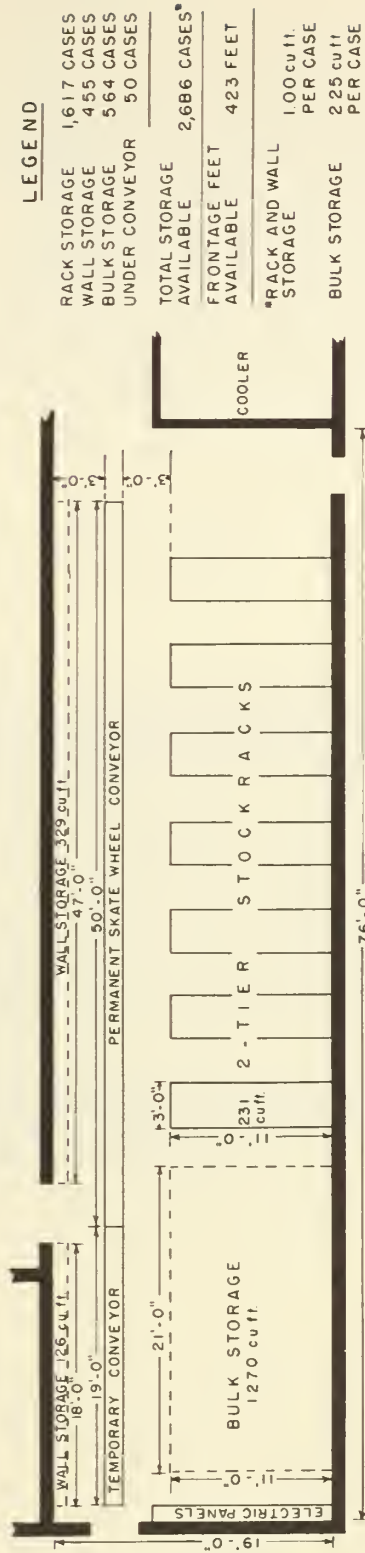 WALL STORAGE 126 cu ft.
18'-0"
19'-0"
TEMPORARY CONVEYOR
WALL STORAGE 329 cu ft.
47'-0"
50'-0"
PERMANENT SKATE WHEEL CONVEYOR
3'-0"
3'-0"
19'-0"
ELECTRIC PANELS
11'-0"
21'-0"
BULK STORAGE
1270 cu ft.
11'-0"
3'-0"
231
cu ft.
2-TIER STOCK RACKS
COOLER
76'-0"
LEGEND
RACK STORAGE 1,617 CASES
WALL STORAGE 455 CASES
BULK STORAGE 564 CASES
UNDER CONVEYOR 50 CASES
TOTAL STORAGE
AVAILABLE 2,686 CASES*
FRONTAGE FEET
AVAILABLE 423 FEET
*RACK AND WALL
STORAGE 1.00 cu ft.
PER CASE
BULK STORAGE 2.25 cu ft
PER CASE